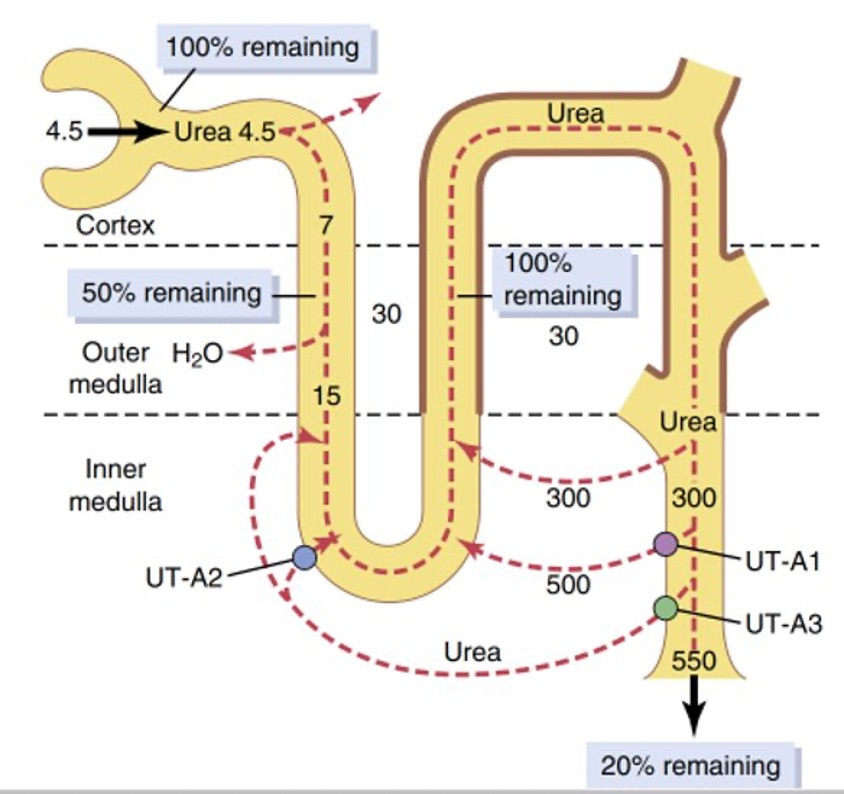 100% remaining
4.5
Urea 4.5
Urea
Cortex
7
50% remaining
30
100%
remaining
30
Outer
medulla
H₂O
15
Urea
Inner
medulla
300
300
UT-A2
500
UT-A1
UT-A3
Urea
550
20% remaining